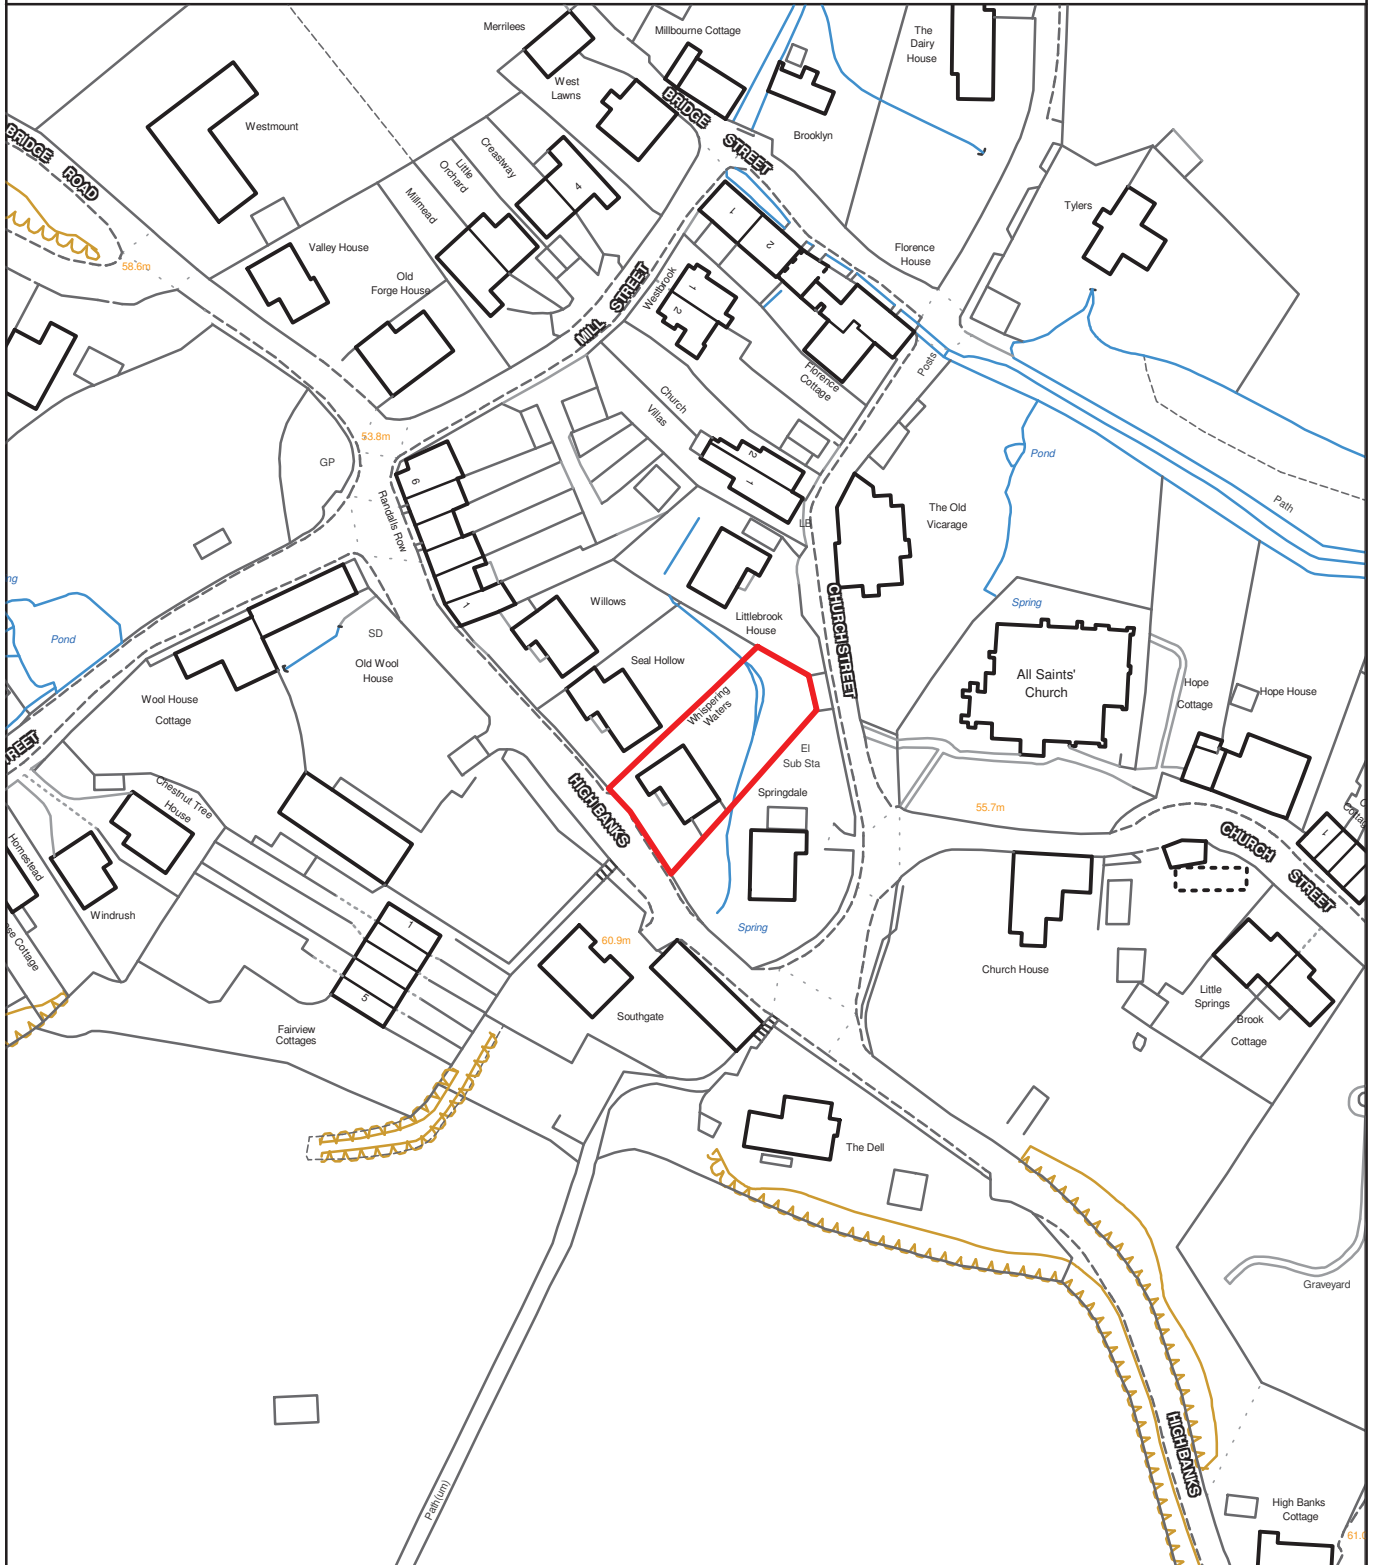 Merrilees
Millbourne Cottage
The
Dairy
House
West
Lawns
BRIDGE
STREET
Brooklyn
Westmount
BRIDGE
ROAD
Creastway
Little
Orchard
Millmead
4
Tylers
1
2
Valley House
58.6m
Old
Forge House
MILL
STREET
Westbrook
1
2
Florence
House
Florence
Cottage
Posts
Church
Villas
53.8m
GP
6
Randalls Row
1
2
1
LB
Pond
The Old
Vicarage
Path
Pond
Willows
Littlebrook
House
CHURCH STREET
Spring
All Saints'
Church
SD
Old Wool
House
Seal Hollow
Whispering
Waters
Wool House
Cottage
Hope
Cottage
Hope House
El
Sub Sta
Springdale
HIGH BANKS
55.7m
Chestnut Tree
House
Homestead
Windrush
CHURCH
STREET
1
1
5
Spring
60.9m
Southgate
Church House
Little
Springs
Brook
Cottage
Fairview
Cottages
The Dell
Graveyard
HIGH BANKS
Path(um)
High Banks
Cottage